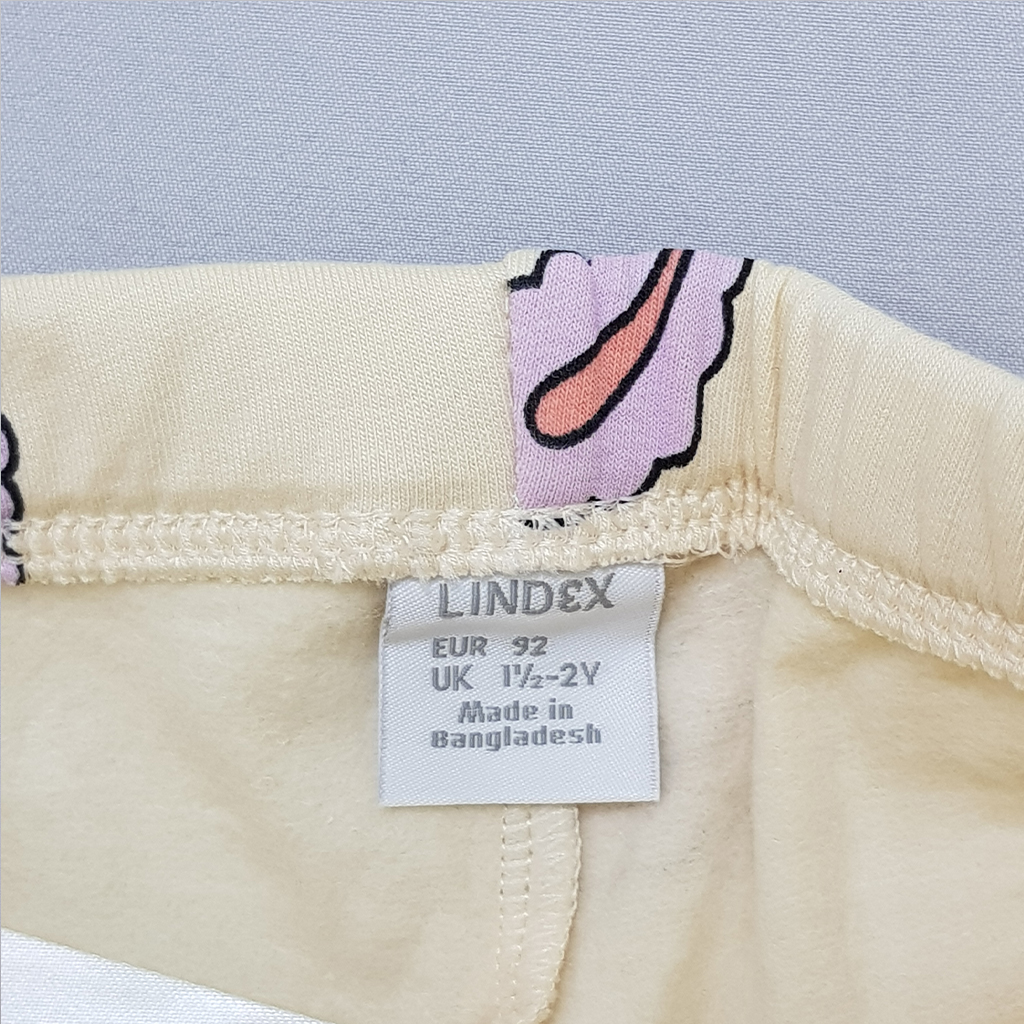 LINDEX
EUR 92
UK 1½-2Y
Made in
Bangladesh